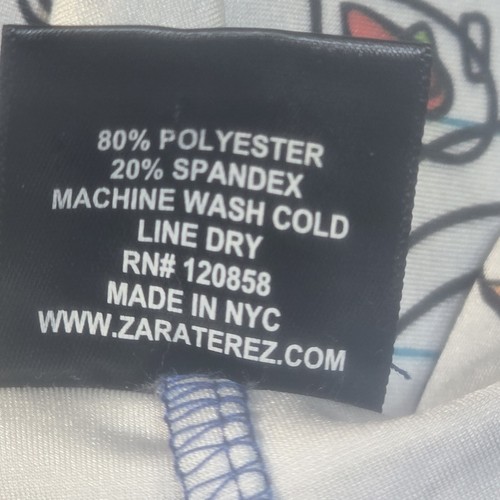 80% POLYESTER
20% SPANDEX
MACHINE WASH COLD
LINE DRY
RN# 120858
MADE IN NYC
WWW.ZARATEREZ.COM